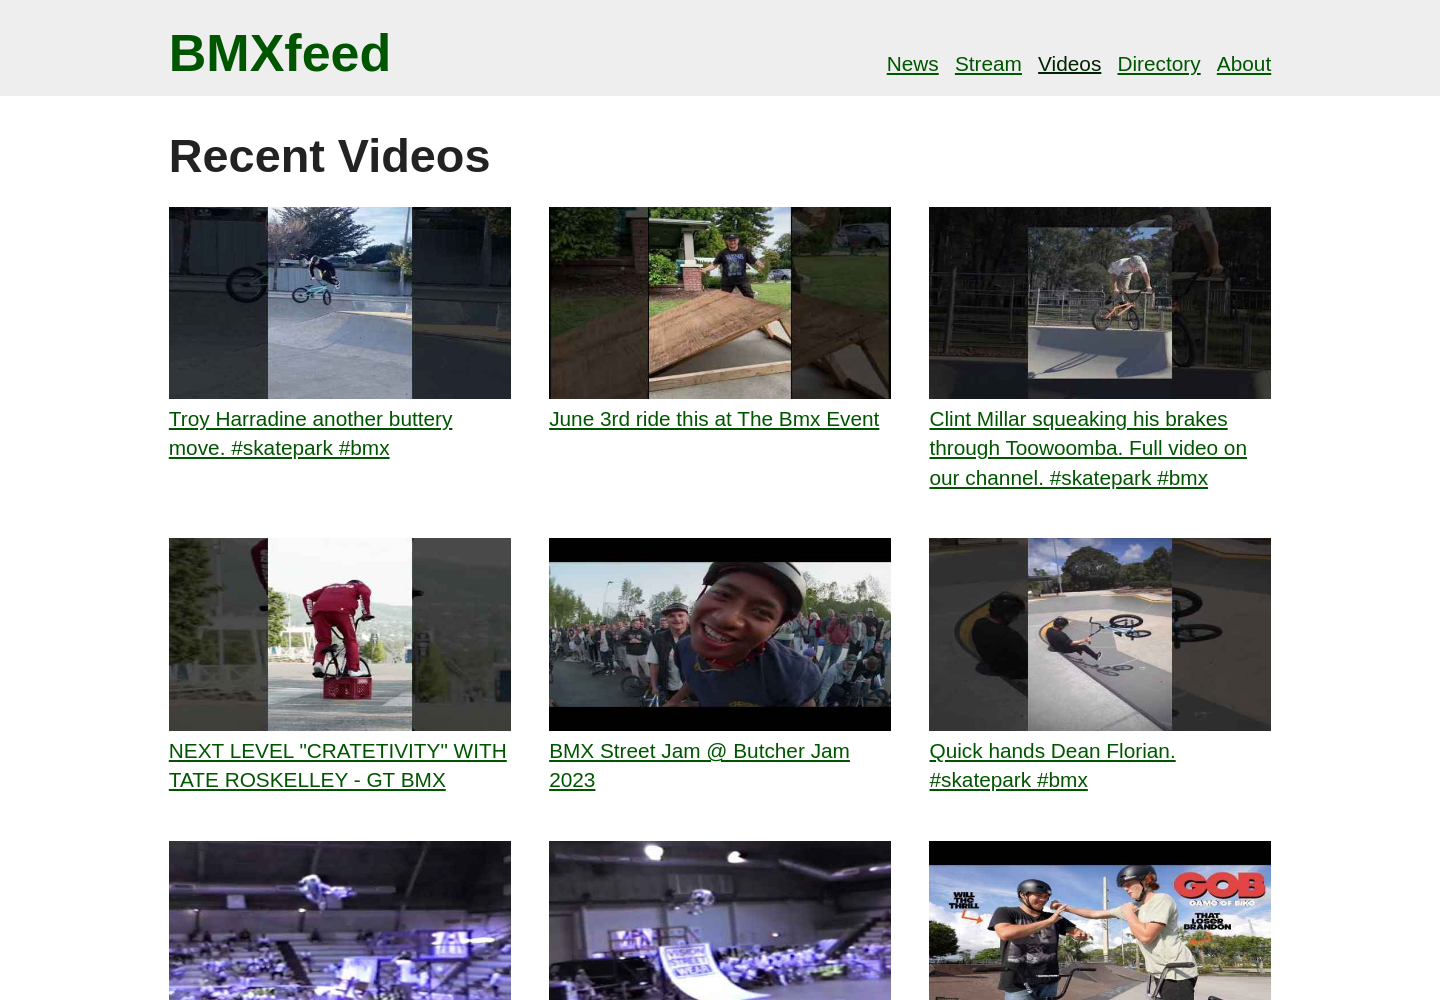 BMXfeed
News Stream Videos Directory About
Recent Videos
Troy Harradine another buttery
move. #skatepark #bmx
June 3rd ride this at The Bmx Event
Clint Millar squeaking his brakes
through Toowoomba. Full video on
our channel. #skatepark #bmx
NEXT LEVEL "CRATETIVITY" WITH
TATE ROSKELLEY - GT BMX
BMX Street Jam @ Butcher Jam
2023
Quick hands Dean Florian.
#skatepark #bmx
STREET
WEAR
WILL
THE
THRILL
GOB
GAME OF BIKE
THAT
LOSER
BRANDON